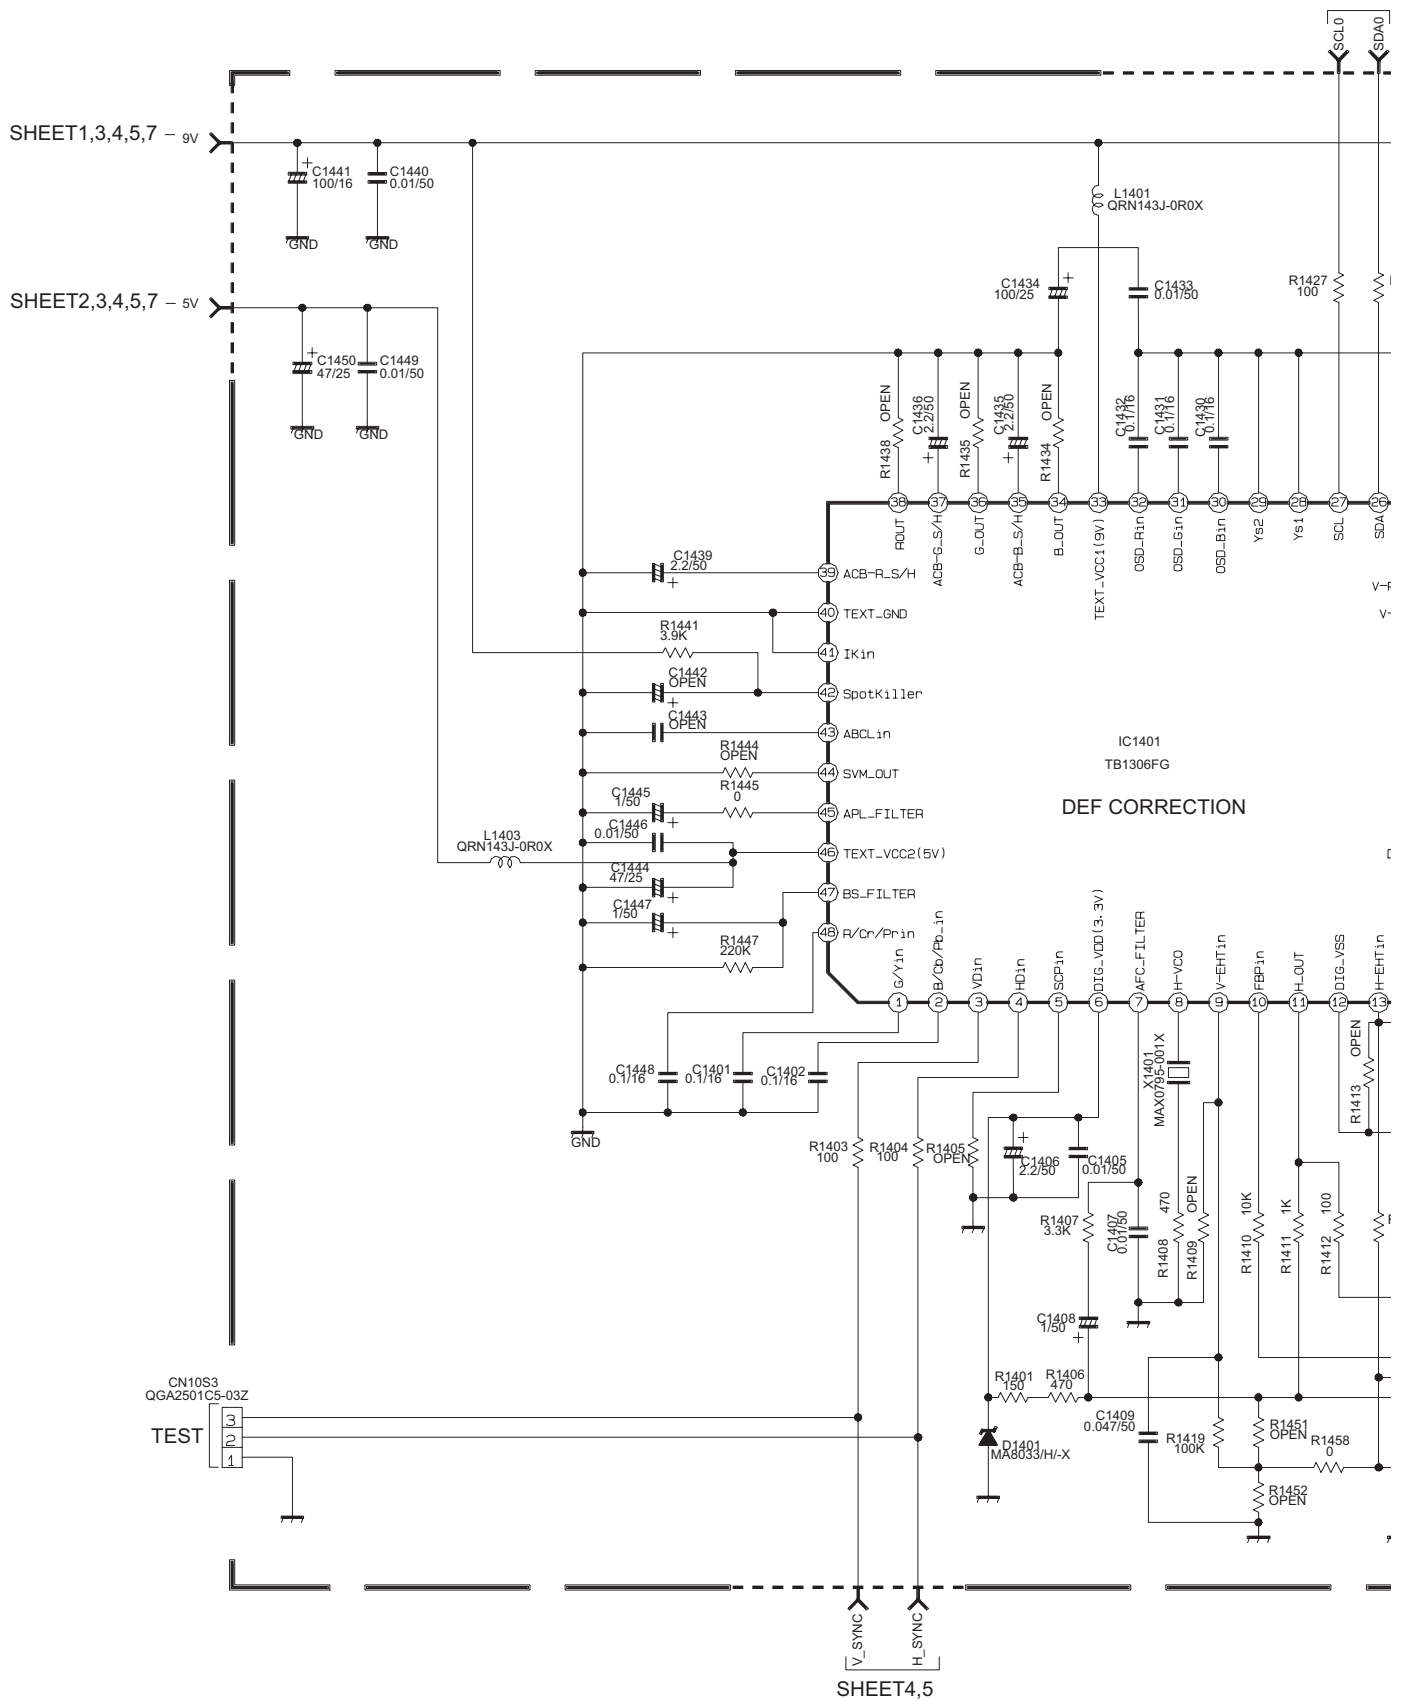 SCL0
SDA0
SHEET1,3,4,5,7 – 9V
C1441
100/16
C1440
0.01/50
GND
GND
L1401
QRN143J-0R0X
SHEET2,3,4,5,7 – 5V
C1434
100/25
C1433
0.01/50
R1427
100
C1450
47/25
C1449
0.01/50
GND
GND
R1438 OPEN
C1436
2.2/50
R1435 OPEN
C1435
2.2/50
R1434 OPEN
C1432
0.1/16
C1431
0.1/16
C1430
0.1/16
38 37 36 35 34 33 32 31 30 29 28 27 26
ROUT
ACB-G_S/H
G_OUT
ACB-B_S/H
B_OUT
TEXT_VCC1(9V)
OSD_Rin
OSD_Gin
OSD_Bin
Ys2
Ys1
SCL
SDA
C1439
2.2/50
39 ACB-R_S/H
40 TEXT_GND
R1441
3.9K
41 IKin
C1442
OPEN
42 SpotKiller
C1443
OPEN
43 ABCLin
R1444
OPEN
44 SVM_OUT
R1445
0
C1445
1/50
45 APL_FILTER
C1446
0.01/50
46 TEXT_VCC2(5V)
L1403
QRN143J-0R0X
C1444
47/25
47 BS_FILTER
C1447
1/50
48 R/Cr/Prin
R1447
220K
IC1401
TB1306FG
DEF CORRECTION
G/Yin
B/Cb/Pb_in
VDin
HDin
SCPin
DIG_VDD(3.3V)
AFC_FILTER
H-VCO
V-EHTin
FBPin
H_OUT
DIG_VSS
H-EHTin
1 2 3 4 5 6 7 8 9 10 11 12 13
C1448
0.1/16
C1401
0.1/16
C1402
0.1/16
GND
X1401
MAX0795-001X
R1413 OPEN
R1403
100
R1404
100
R1405
OPEN
C1406
2.2/50
C1405
0.01/50
R1407
3.3K
C1407
0.01/50
R1408 470
R1409 OPEN
R1410 10K
R1411 1K
R1412 100
C1408
1/50
CN10S3
QGA2501C5-03Z
TEST
3
2
1
R1401
150
R1406
470
D1401
MA8033/H/-X
C1409
0.047/50
R1419
100K
R1451
OPEN
R1458
0
R1452
OPEN
V_SYNC
H_SYNC
SHEET4,5